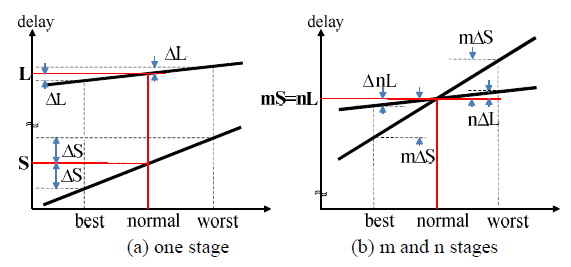 delay
L
ΔL
ΔL
S
ΔS
ΔS
best normal worst
(a) one stage
delay
mΔS
ΔnL
mS=nL
nΔL
mΔS
best normal worst
(b) m and n stages